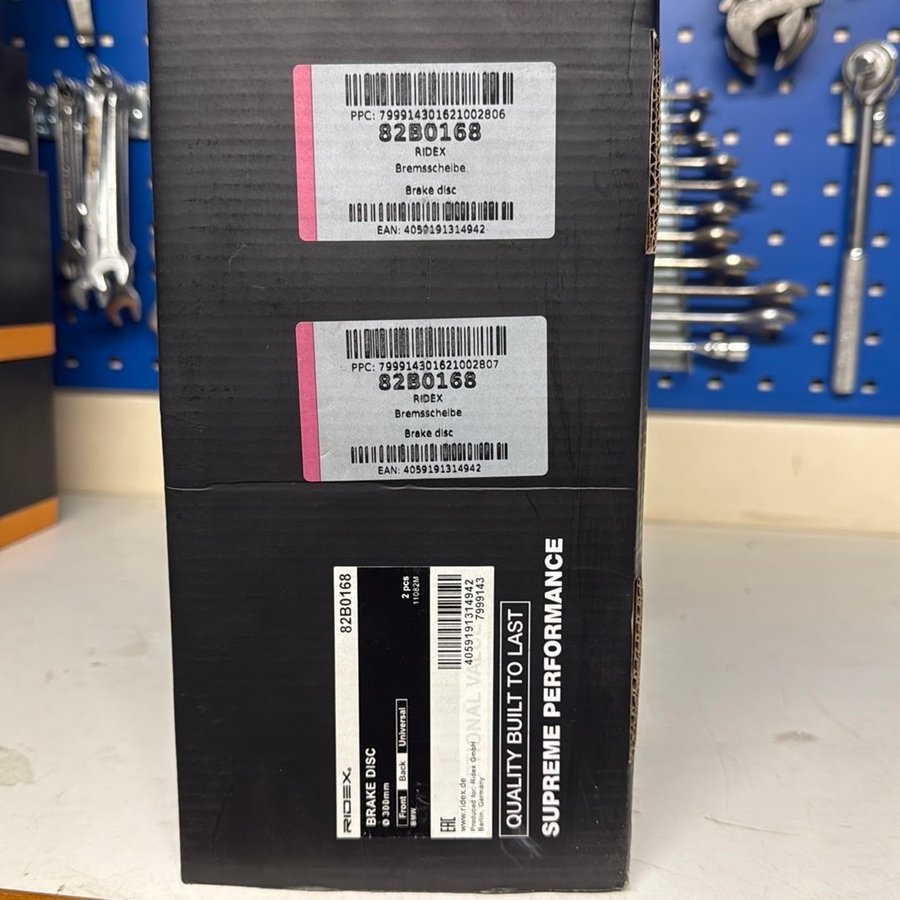 PPC: 799914301621002806
82B0168
RIDEX
Bremsscheibe
Brake disc
EAN: 4059191314942
PPC: 799914301621002807
82B0168
RIDEX
Bremsscheibe
Brake disc
EAN: 4059191314942
RIDEX
82B0168
BRAKE DISC
2 pcs
Ø 300mm
11082M
Front Back Universal
BMW
4059191314942
7999143
EAC
www.ridex.de
Produced for: Ridex GmbH
Berlin, Germany
QUALITY BUILT TO LAST
SUPREME PERFORMANCE